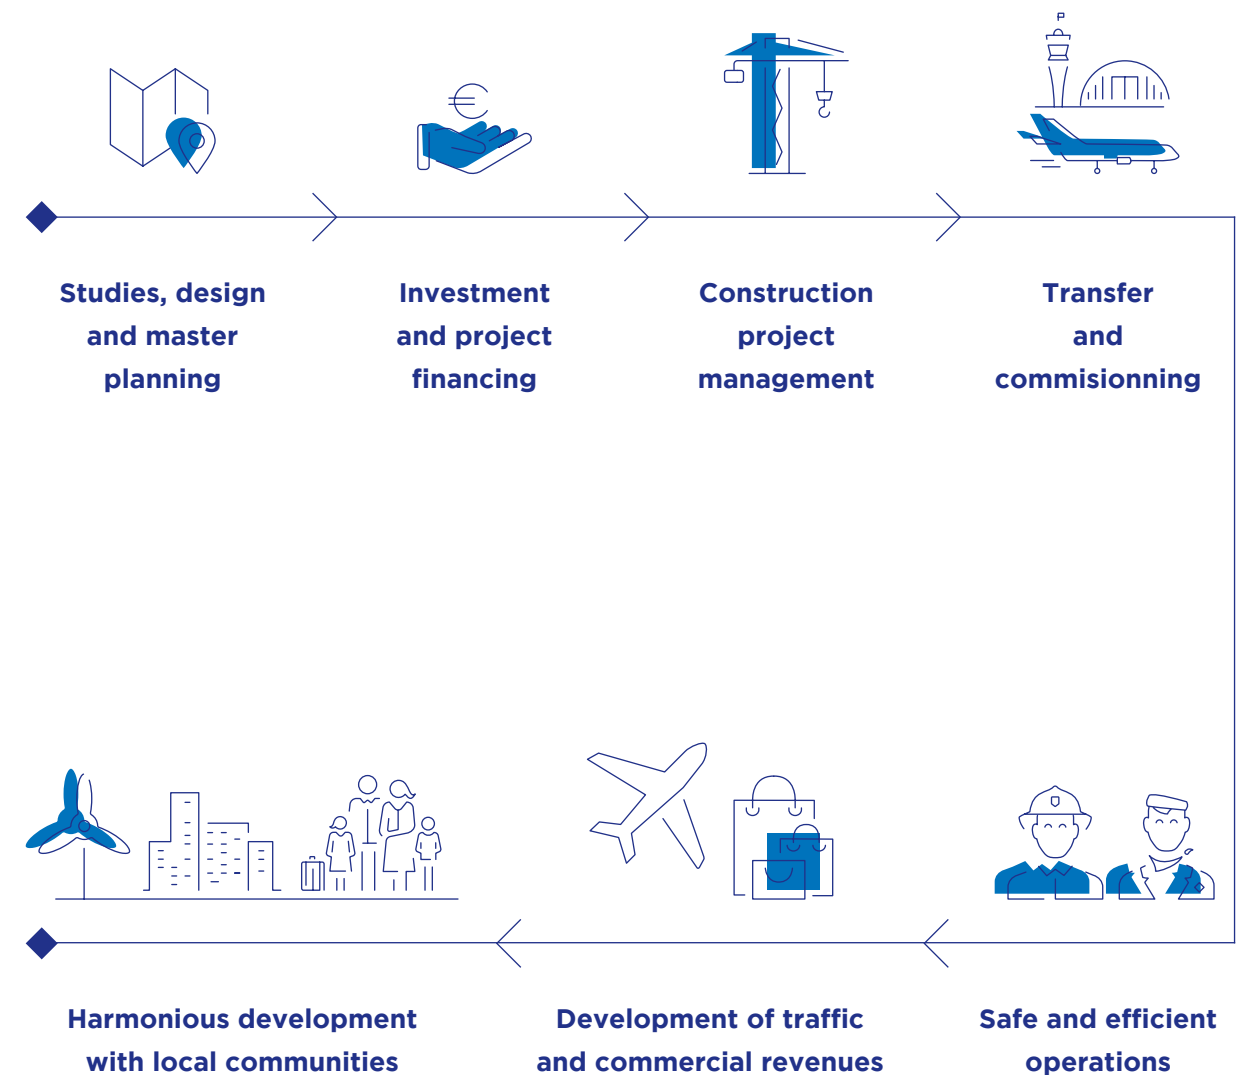 Studies, design
and master
planning
Investment
and project
financing
Construction
project
management
Transfer
and
commisionning
Harmonious development
with local communities
Development of traffic
and commercial revenues
Safe and efficient
operations